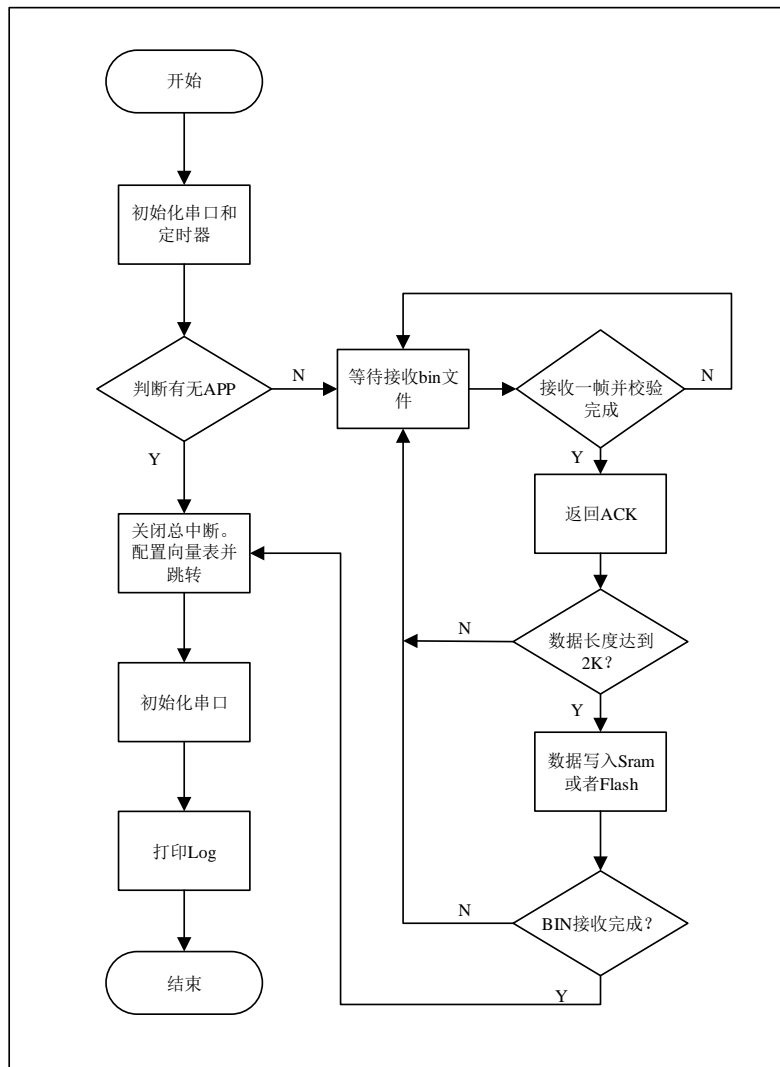 开始
初始化串口和
定时器
判断有无APP
N
Y
等待接收bin文
件
接收一帧并校验
完成
N
Y
返回ACK
数据长度达到
2K?
N
Y
数据写入Sram
或者Flash
BIN接收完成?
N
Y
关闭总中断。
配置向量表并
跳转
初始化串口
打印Log
结束